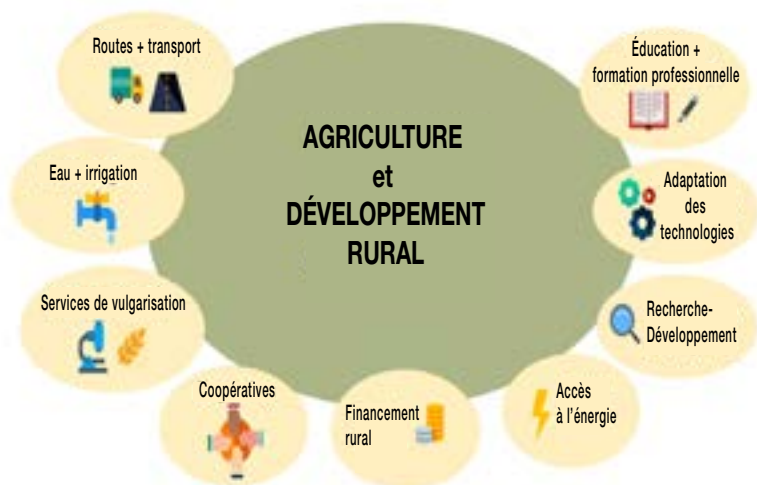 Routes + transport
Éducation +
formation professionnelle
AGRICULTURE
et
DÉVELOPPEMENT
RURAL
Eau + irrigation
Adaptation
des
technologies
Services de vulgarisation
Recherche-
Développement
Coopératives
Financement
rural
Accès
à l'énergie